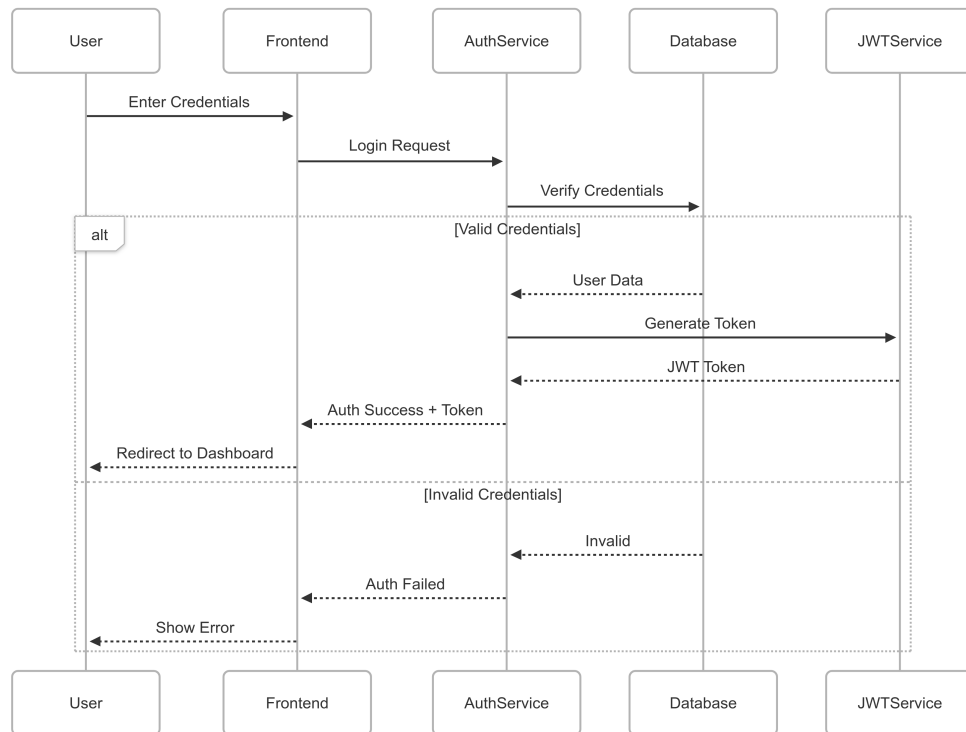 User
Frontend
AuthService
Database
JWTService
Enter Credentials
Login Request
Verify Credentials
alt
[Valid Credentials]
User Data
Generate Token
JWT Token
Auth Success + Token
Redirect to Dashboard
[Invalid Credentials]
Invalid
Auth Failed
Show Error
User
Frontend
AuthService
Database
JWTService